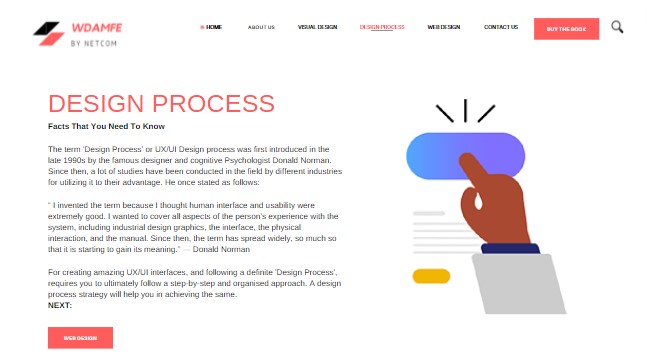 WDAMFE
BY NETCOM
HOME
ABOUT US
VISUAL DESIGN
DESIGN PROCESS
WEB DESIGN
CONTACT US
BUY THE BOOK
DESIGN PROCESS
Facts That You Need To Know
The term 'Design Process' or UX/UI Design process was first introduced in the
late 1990s by the famous designer and cognitive Psychologist Donald Norman.
Since then, a lot of studies have been conducted in the field by different industries
for utilizing it to their advantage. He once stated as follows:
" I invented the term because I thought human interface and usability were
extremely good. I wanted to cover all aspects of the person's experience with the
system, including industrial design graphics, the interface, the physical
interaction, and the manual. Since then, the term has spread widely, so much so
that it is starting to gain its meaning." — Donald Norman
For creating amazing UX/UI interfaces, and following a definite 'Design Process',
requires you to ultimately follow a step-by-step and organised approach. A design
process strategy will help you in achieving the same.
NEXT:
WEB DESIGN